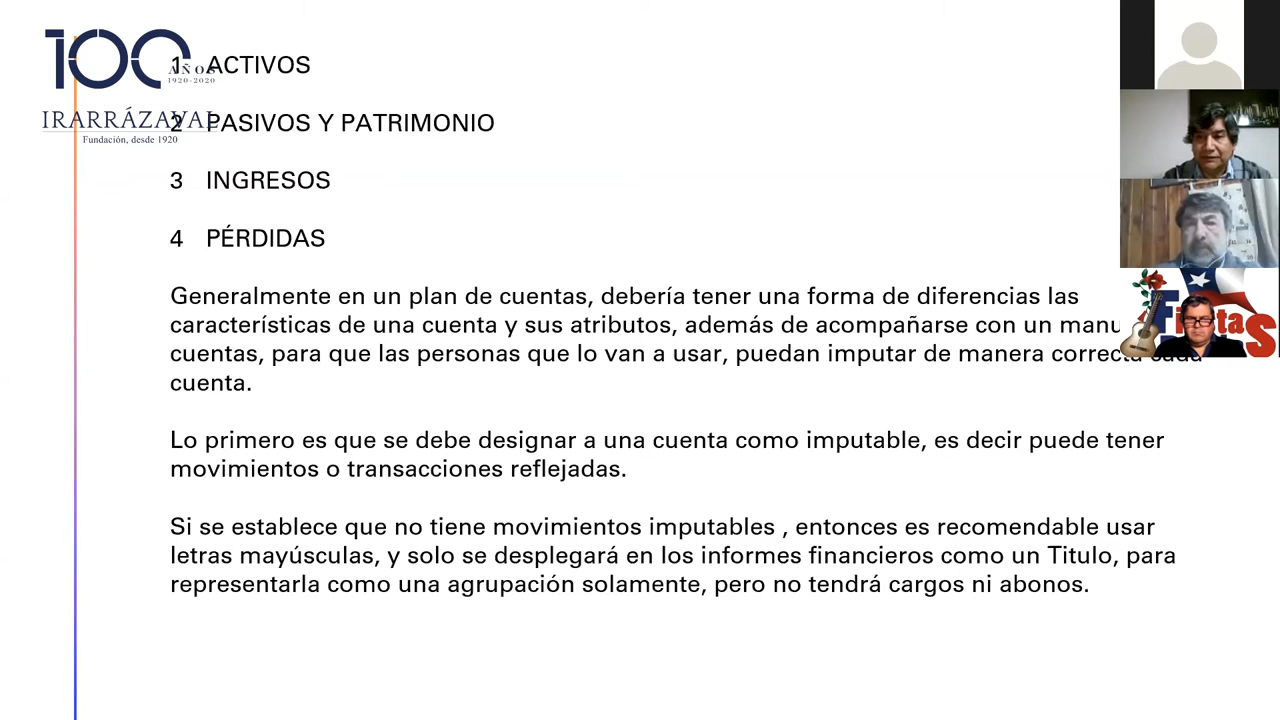 100
AÑOS
1920-2020
IRARRÁZAVAL
Fundación, desde 1920
1 ACTIVOS
2 PASIVOS Y PATRIMONIO
3 INGRESOS
4 PÉRDIDAS
Generalmente en un plan de cuentas, debería tener una forma de diferencias las
características de una cuenta y sus atributos, además de acompañarse con un
cuentas, para que las personas que lo van a usar, puedan imputar de manera correcta cada
cuenta.
Lo primero es que se debe designar a una cuenta como imputable, es decir puede tener
movimientos o transacciones reflejadas.
Si se establece que no tiene movimientos imputables , entonces es recomendable usar
letras mayúsculas, y solo se desplegará en los informes financieros como un Titulo, para
representarla como una agrupación solamente, pero no tendrá cargos ni abonos.